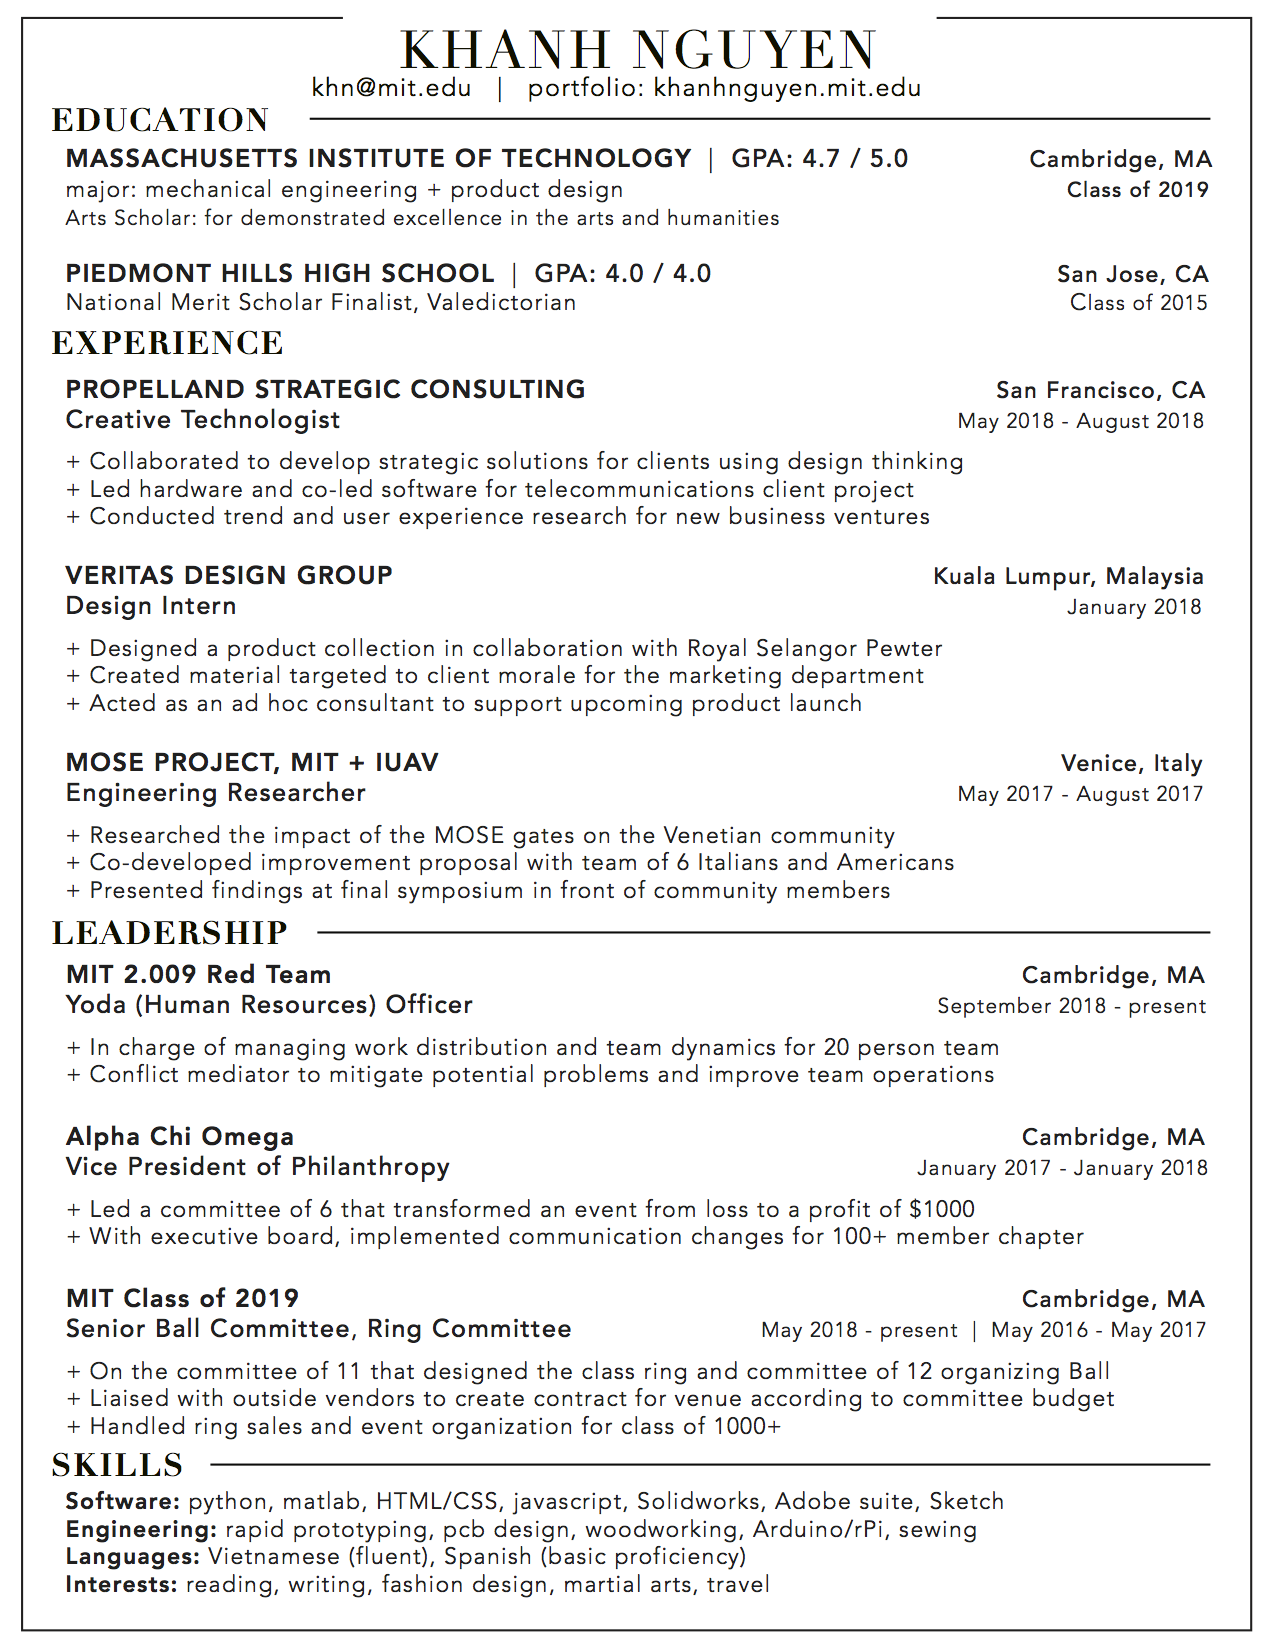 KHANH NGUYEN
khn@mit.edu | portfolio: khanhnguyen.mit.edu
EDUCATION
MASSACHUSETTS INSTITUTE OF TECHNOLOGY | GPA: 4.7 / 5.0 Cambridge, MA
major: mechanical engineering + product design Class of 2019
Arts Scholar: for demonstrated excellence in the arts and humanities
PIEDMONT HILLS HIGH SCHOOL | GPA: 4.0 / 4.0 San Jose, CA
National Merit Scholar Finalist, Valedictorian Class of 2015
EXPERIENCE
PROPELLAND STRATEGIC CONSULTING San Francisco, CA
Creative Technologist May 2018 - August 2018
+ Collaborated to develop strategic solutions for clients using design thinking
+ Led hardware and co-led software for telecommunications client project
+ Conducted trend and user experience research for new business ventures
VERITAS DESIGN GROUP Kuala Lumpur, Malaysia
Design Intern January 2018
+ Designed a product collection in collaboration with Royal Selangor Pewter
+ Created material targeted to client morale for the marketing department
+ Acted as an ad hoc consultant to support upcoming product launch
MOSE PROJECT, MIT + IUAV Venice, Italy
Engineering Researcher May 2017 - August 2017
+ Researched the impact of the MOSE gates on the Venetian community
+ Co-developed improvement proposal with team of 6 Italians and Americans
+ Presented findings at final symposium in front of community members
LEADERSHIP
MIT 2.009 Red Team Cambridge, MA
Yoda (Human Resources) Officer September 2018 - present
+ In charge of managing work distribution and team dynamics for 20 person team
+ Conflict mediator to mitigate potential problems and improve team operations
Alpha Chi Omega Cambridge, MA
Vice President of Philanthropy January 2017 - January 2018
+ Led a committee of 6 that transformed an event from loss to a profit of $1000
+ With executive board, implemented communication changes for 100+ member chapter
MIT Class of 2019 Cambridge, MA
Senior Ball Committee, Ring Committee May 2018 - present | May 2016 - May 2017
+ On the committee of 11 that designed the class ring and committee of 12 organizing Ball
+ Liaised with outside vendors to create contract for venue according to committee budget
+ Handled ring sales and event organization for class of 1000+
SKILLS
Software: python, matlab, HTML/CSS, javascript, Solidworks, Adobe suite, Sketch
Engineering: rapid prototyping, pcb design, woodworking, Arduino/rPi, sewing
Languages: Vietnamese (fluent), Spanish (basic proficiency)
Interests: reading, writing, fashion design, martial arts, travel